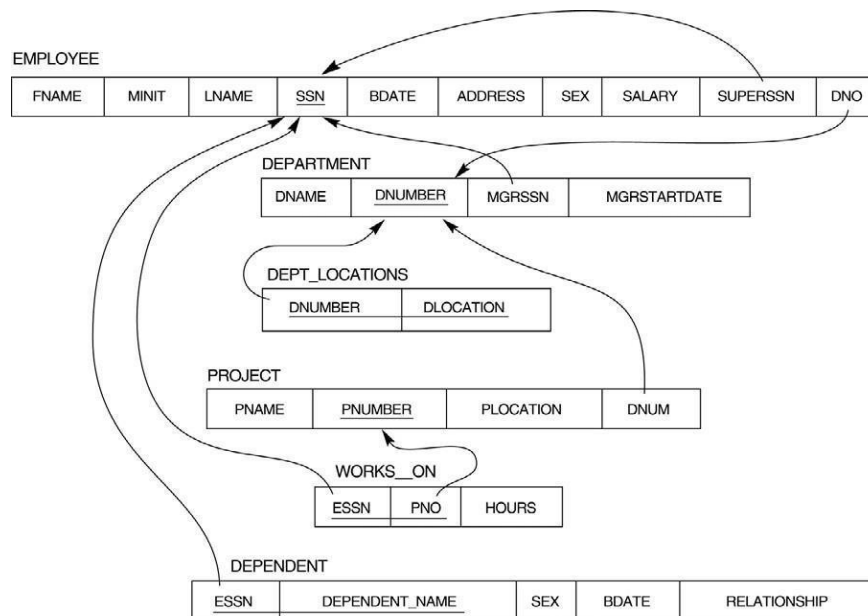 EMPLOYEE
FNAME MINIT LNAME SSN BDATE ADDRESS SEX SALARY SUPERSSN DNO
DEPARTMENT
DNAME DNUMBER MGRSSN MGRSTARTDATE
DEPT_LOCATIONS
DNUMBER DLOCATION
PROJECT
PNAME PNUMBER PLOCATION DNUM
WORKS__ON
ESSN PNO HOURS
DEPENDENT
ESSN DEPENDENT_NAME SEX BDATE RELATIONSHIP